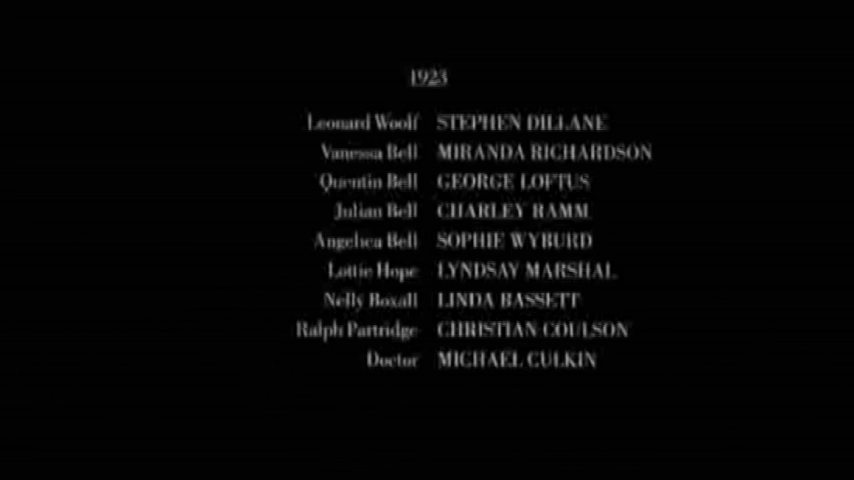 1923
Leonard Woolf STEPHEN DILLANE
Vanessa Bell MIRANDA RICHARDSON
Quentin Bell GEORGE LOFTUS
Julian Bell CHARLEY RAMM
Angelica Bell SOPHIE WYBURD
Lottie Hope LYNDSAY MARSHAL
Nelly Boxall LINDA BASSETT
Ralph Partridge CHRISTIAN COULSON
Doctor MICHAEL CULKIN